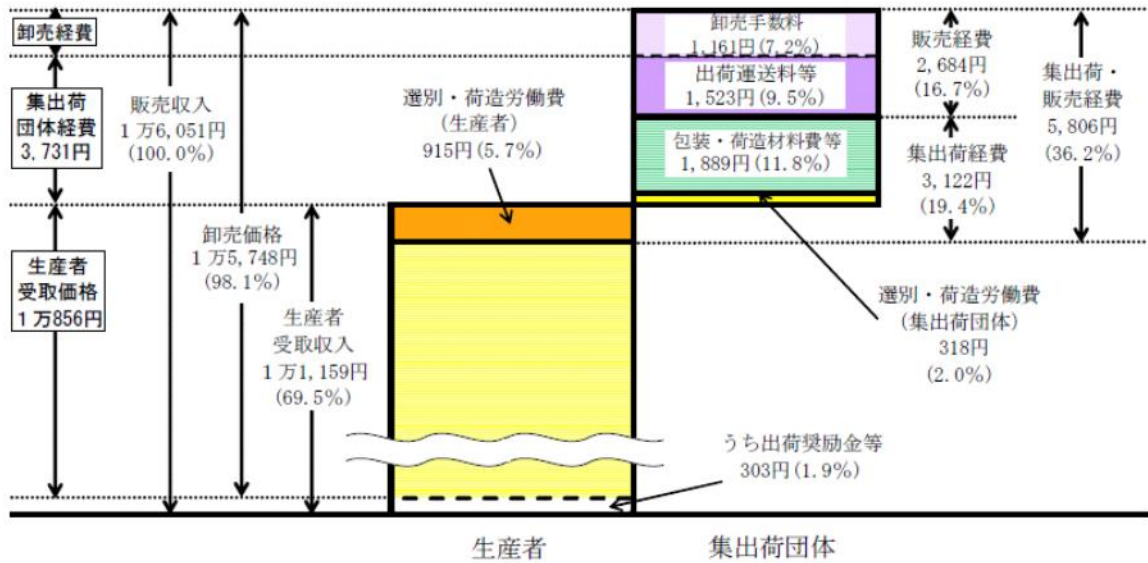 卸売経費
集出荷
団体経費
3,731円
生産者
受取価格
1万856円
販売収入
1万6,051円
(100.0%)
卸売価格
1万5,748円
(98.1%)
生産者
受取収入
1万1,159円
(69.5%)
選別・荷造労働費
(生産者)
915円(5.7%)
卸売手数料
1,161円(7.2%)
出荷運送料等
1,523円(9.5%)
包装・荷造材料費等
1,889円(11.8%)
販売経費
2,684円
(16.7%)
集出荷経費
3,122円
(19.4%)
集出荷・
販売経費
5,806円
(36.2%)
選別・荷造労働費
(集出荷団体)
318円
(2.0%)
うち出荷奨励金等
303円(1.9%)
生産者
集出荷団体